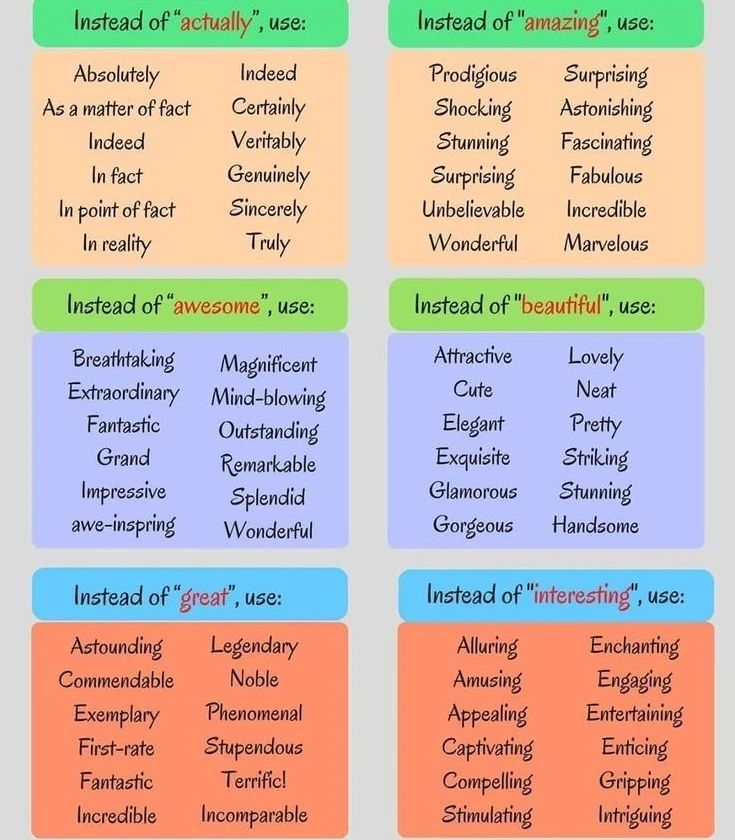 Instead of “actually”, use:
Absolutely
As a matter of fact
Indeed
In fact
In point of fact
In reality
Indeed
Certainly
Veritably
Genuinely
Sincerely
Truly
Instead of "amazing", use:
Prodigious
Shocking
Stunning
Surprising
Unbelievable
Wonderful
Surprising
Astonishing
Fascinating
Fabulous
Incredible
Marvelous
Instead of “awesome”, use:
Breathtaking
Extraordinary
Fantastic
Grand
Impressive
awe-inspring
Magnificent
Mind-blowing
Outstanding
Remarkable
Splendid
Wonderful
Instead of "beautiful", use:
Attractive
Cute
Elegant
Exquisite
Glamorous
Gorgeous
Lovely
Neat
Pretty
Striking
Stunning
Handsome
Instead of “great”, use:
Astounding
Commendable
Exemplary
First-rate
Fantastic
Incredible
Legendary
Noble
Phenomenal
Stupendous
Terrific!
Incomparable
Instead of "interesting", use:
Alluring
Amusing
Appealing
Captivating
Compelling
Stimulating
Enchanting
Engaging
Entertaining
Enticing
Gripping
Intriguing